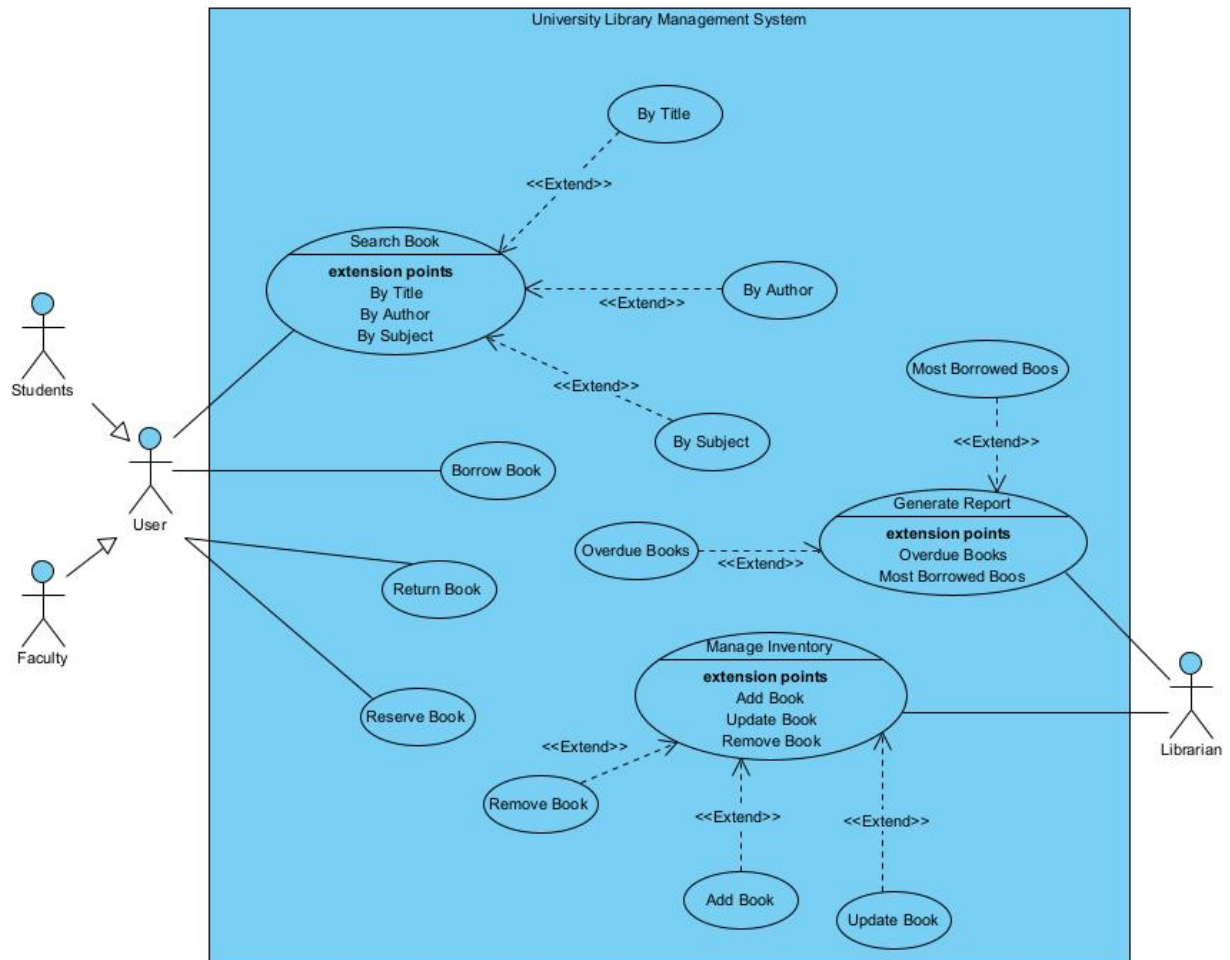 University Library Management System
By Title
<<Extend>>
Search Book
extension points
By Title
By Author
By Subject
By Author
<<Extend>>
Students
<<Extend>>
Most Borrowed Boos
By Subject
<<Extend>>
Borrow Book
User
Generate Report
extension points
Overdue Books
Most Borrowed Boos
Overdue Books
<<Extend>>
Return Book
Faculty
Manage Inventory
extension points
Add Book
Update Book
Remove Book
Reserve Book
Librarian
<<Extend>>
Remove Book
<<Extend>>
<<Extend>>
Add Book
Update Book